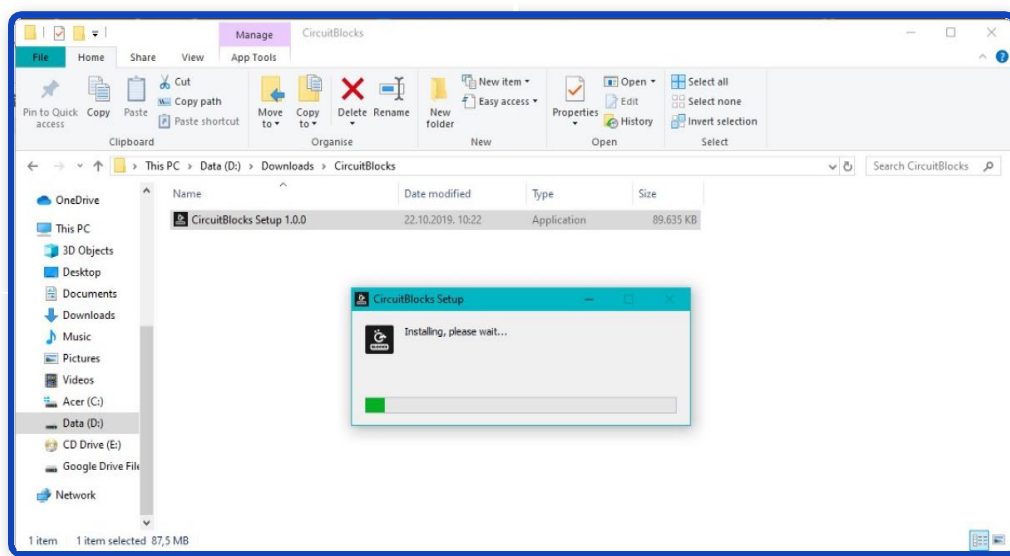 Manage
CircuitBlocks
File
Home
Share
View
App Tools
Pin to Quick access
Copy
Paste
Cut
Copy path
Paste shortcut
Clipboard
Move to
Copy to
Delete
Rename
Organise
New folder
New item
Easy access
New
Properties
Open
Edit
History
Open
Select all
Select none
Invert selection
Select
This PC > Data (D:) > Downloads > CircuitBlocks
Search CircuitBlocks
Name
Date modified
Type
Size
CircuitBlocks Setup 1.0.0
22.10.2019. 10:22
Application
89.635 KB
OneDrive
This PC
3D Objects
Desktop
Documents
Downloads
Music
Pictures
Videos
Acer (C:)
Data (D:)
CD Drive (E:)
Google Drive File
Network
CircuitBlocks Setup
Installing, please wait...
1 item
1 item selected 87,5 MB